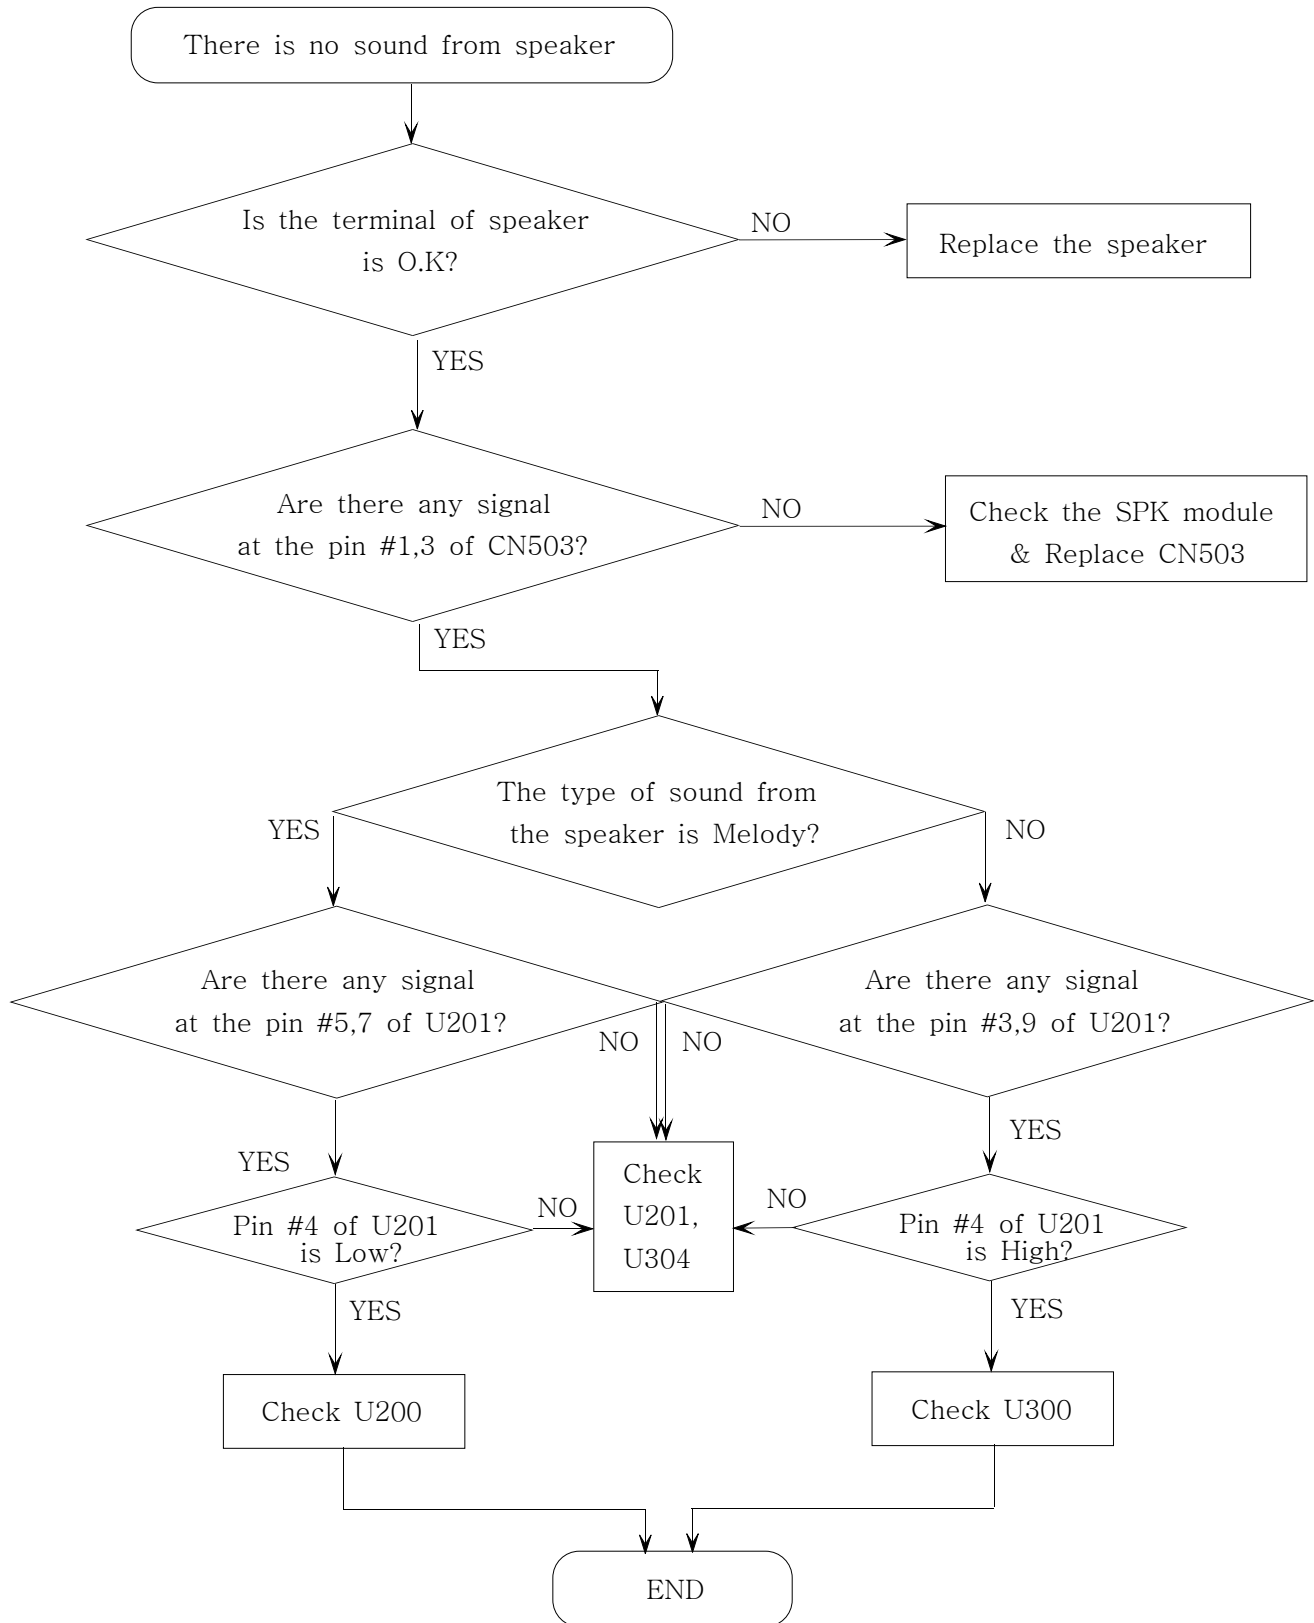 There is no sound from speaker
Is the terminal of speaker
is O.K?
NO
Replace the speaker
YES
Are there any signal
at the pin #1,3 of CN503?
NO
Check the SPK module
& Replace CN503
YES
The type of sound from
the speaker is Melody?
YES
NO
Are there any signal
at the pin #5,7 of U201?
Are there any signal
at the pin #3,9 of U201?
NO
NO
YES
YES
Check
U201,
U304
NO
NO
Pin #4 of U201
is Low?
Pin #4 of U201
is High?
YES
YES
Check U200
Check U300
END